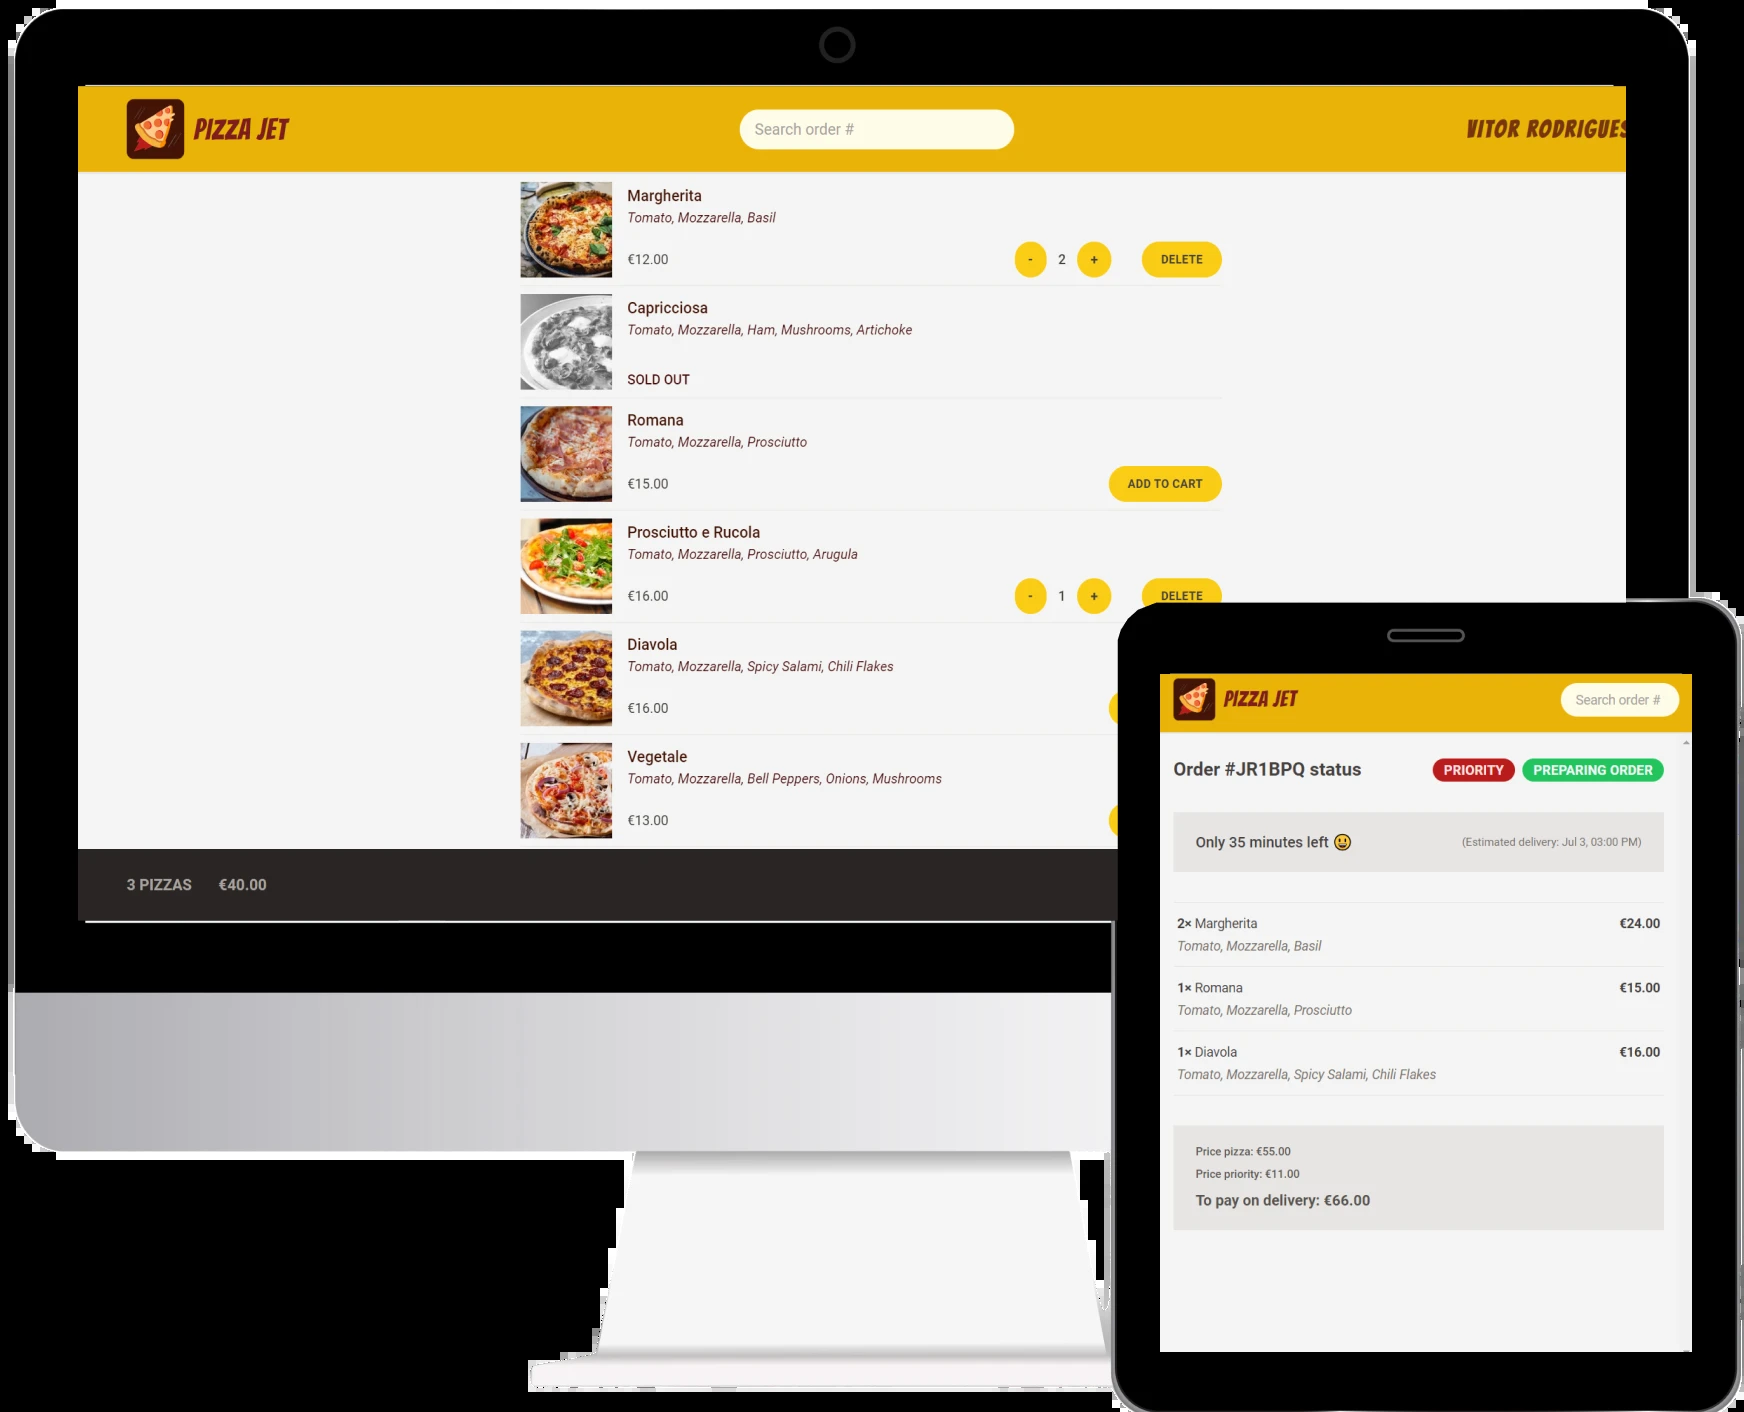 PIZZA JET
Search order #
VITOR RODRIGUES
Margherita
Tomato, Mozzarella, Basil
€12.00
- 2 + DELETE
Capricciosa
Tomato, Mozzarella, Ham, Mushrooms, Artichoke
SOLD OUT
Romana
Tomato, Mozzarella, Prosciutto
€15.00
ADD TO CART
Prosciutto e Rucola
Tomato, Mozzarella, Prosciutto, Arugula
€16.00
- 1 + DELETE
Diavola
Tomato, Mozzarella, Spicy Salami, Chili Flakes
€16.00
Vegetale
Tomato, Mozzarella, Bell Peppers, Onions, Mushrooms
€13.00
3 PIZZAS €40.00
PIZZA JET
Search order #
Order #JR1BPQ status
PRIORITY
PREPARING ORDER
Only 35 minutes left 😃
(Estimated delivery: Jul 3, 03:00 PM)
2× Margherita €24.00
Tomato, Mozzarella, Basil
1× Romana €15.00
Tomato, Mozzarella, Prosciutto
1× Diavola €16.00
Tomato, Mozzarella, Spicy Salami, Chili Flakes
Price pizza: €55.00
Price priority: €11.00
To pay on delivery: €66.00